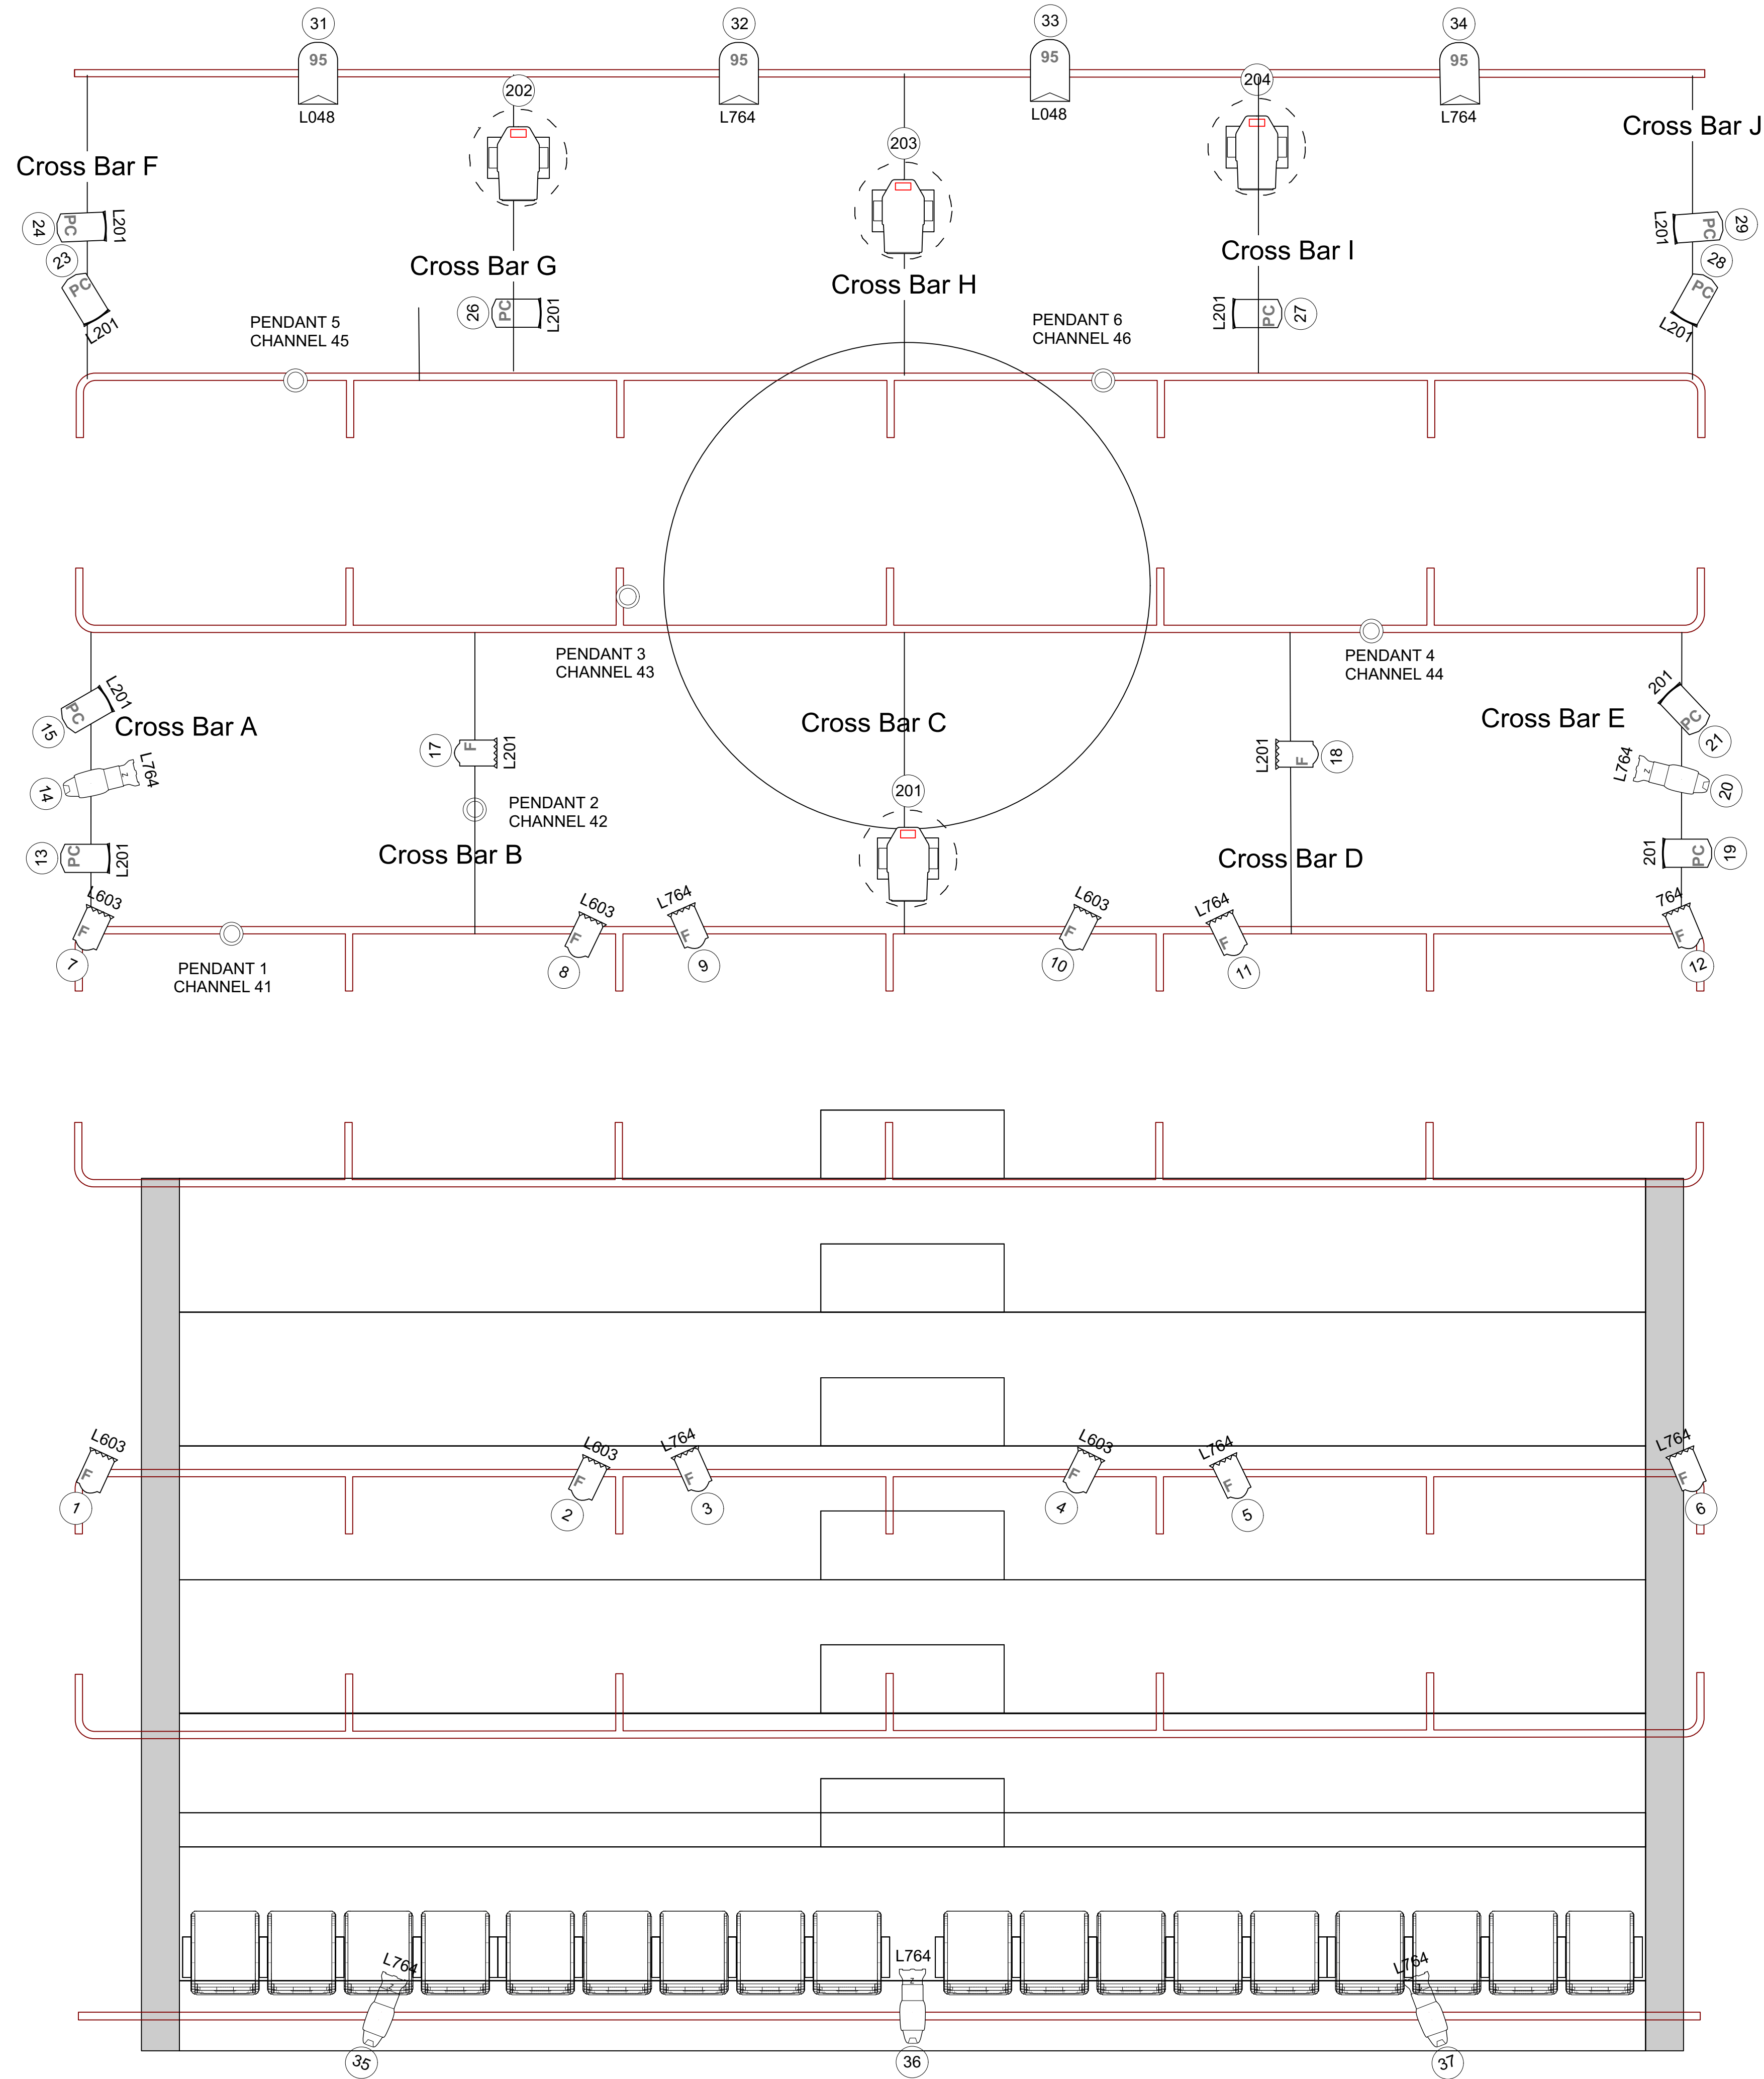 31
32
33
34
95
95
95
95
L048
L764
L048
L764
202
203
204
Cross Bar F
Cross Bar J
24
PC
L201
23
PC
L201
Cross Bar G
26
PC
L201
Cross Bar H
Cross Bar I
L201
PC
27
L201
PC
29
28
PC
L201
PENDANT 5
CHANNEL 45
PENDANT 6
CHANNEL 46
PENDANT 3
CHANNEL 43
PENDANT 4
CHANNEL 44
15
PC
L201
Cross Bar A
14
Z
L764
13
PC
L201
17
F
L201
PENDANT 2
CHANNEL 42
Cross Bar B
Cross Bar C
201
L201
F
18
Cross Bar D
Cross Bar E
201
PC
21
L764
Z
20
201
PC
19
L603
F
7
L603
F
8
L764
F
9
L603
F
10
L764
F
11
764
F
12
PENDANT 1
CHANNEL 41
L603
F
1
L603
F
2
L764
F
3
L603
F
4
L764
F
5
L764
F
6
L764
Z
35
L764
Z
36
L764
Z
37